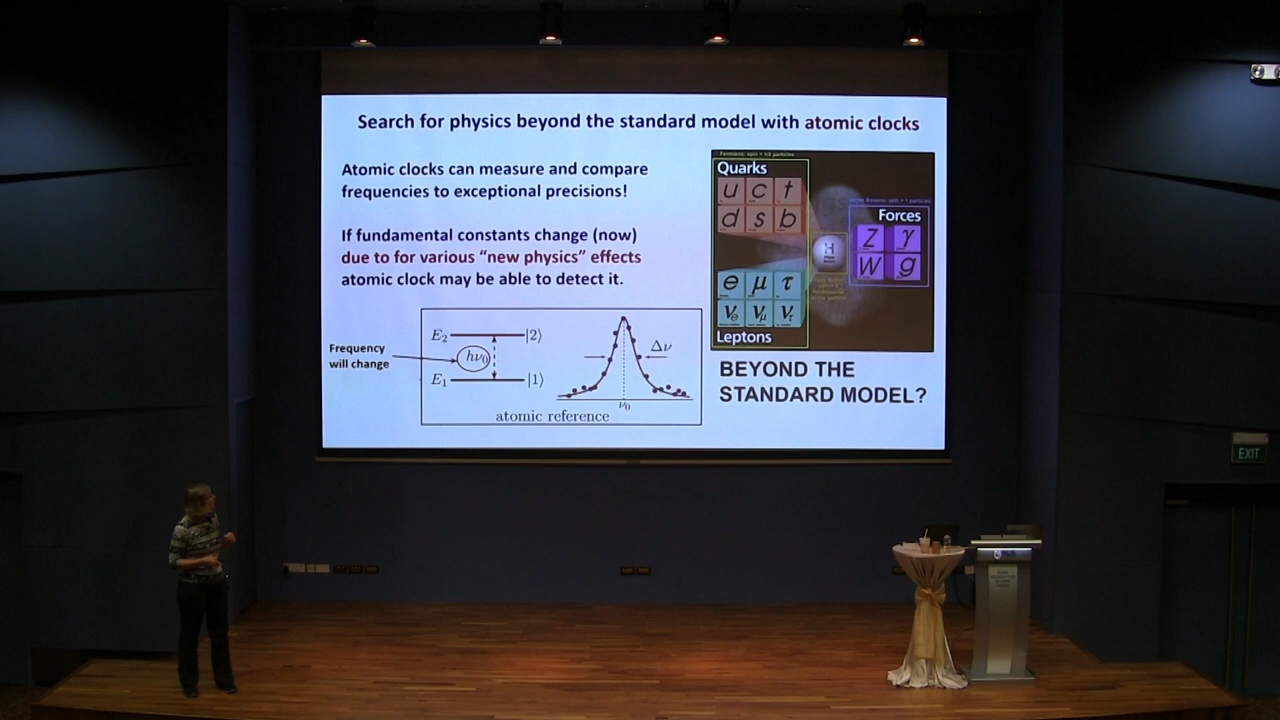 Search for physics beyond the standard model with atomic clocks
Atomic clocks can measure and compare
frequencies to exceptional precisions!
If fundamental constants change (now)
due to for various “new physics” effects
atomic clock may be able to detect it.
Frequency
will change
E₂
|2⟩
hν₀
E₁
|1⟩
Δν
ν₀
atomic reference
Quarks
u c t
d s b
Forces
Z γ
W g
H
e μ τ
νe νμ ντ
Leptons
BEYOND THE
STANDARD MODEL?
EXIT
NUS